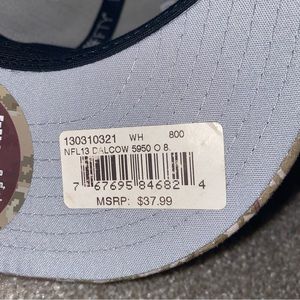 130310321 WH 800
NFL13 DALCOW 5950 O 8.
7 67695 84682 4
MSRP: $37.99